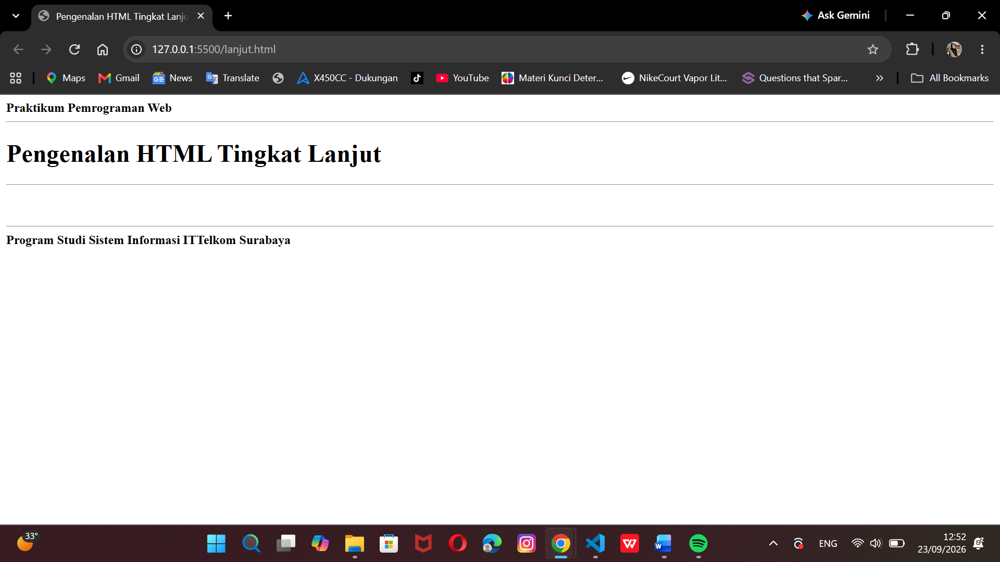 Pengenalan HTML Tingkat Lanju
Ask Gemini
127.0.0.1:5500/lanjut.html
Maps Gmail News Translate X450CC - Dukungan YouTube Materi Kunci Deter... NikeCourt Vapor Lit... Questions that Spar... All Bookmarks
Praktikum Pemrograman Web
Pengenalan HTML Tingkat Lanjut
Program Studi Sistem Informasi ITTelkom Surabaya
33°
ENG
12:52
23/09/2026